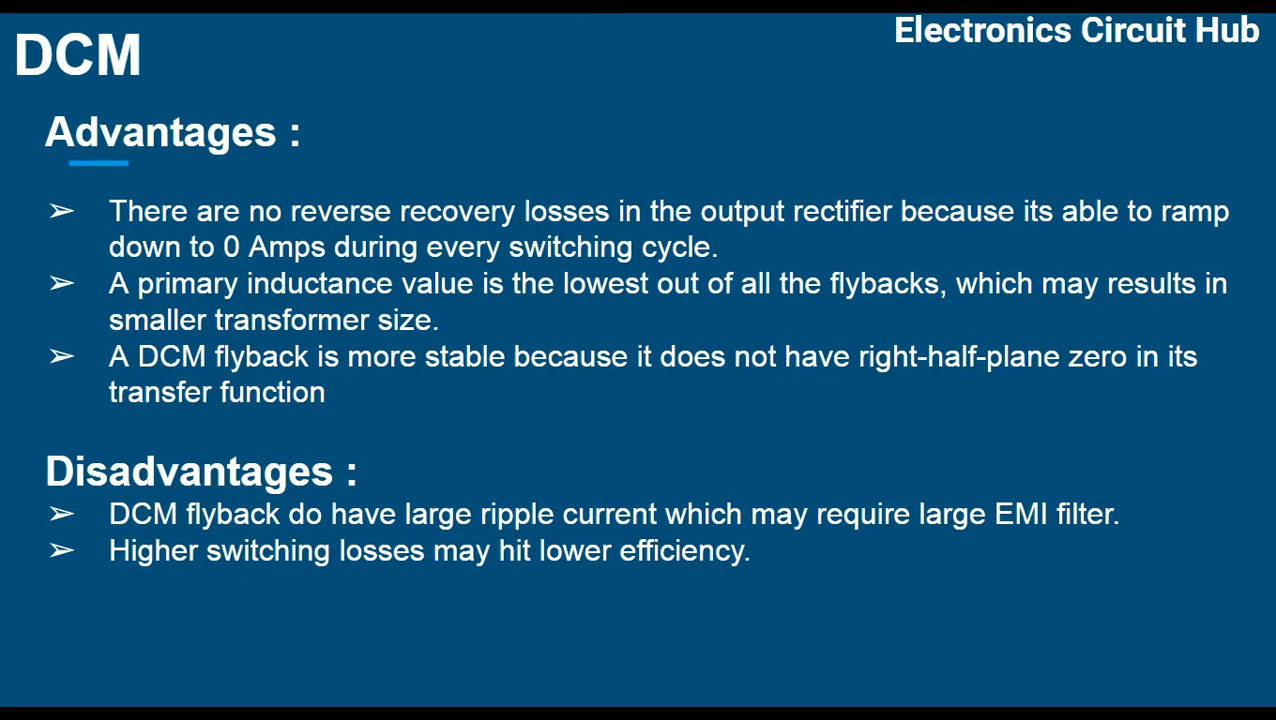 DCM
Electronics Circuit Hub
Advantages :
➢ There are no reverse recovery losses in the output rectifier because its able to ramp
down to 0 Amps during every switching cycle.
➢ A primary inductance value is the lowest out of all the flybacks, which may results in
smaller transformer size.
➢ A DCM flyback is more stable because it does not have right-half-plane zero in its
transfer function
Disadvantages :
➢ DCM flyback do have large ripple current which may require large EMI filter.
➢ Higher switching losses may hit lower efficiency.